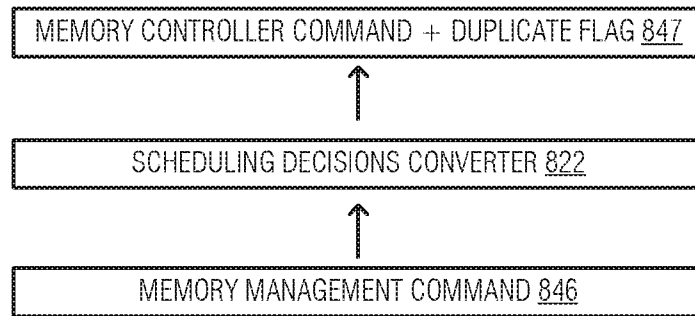 MEMORY CONTROLLER COMMAND + DUPLICATE FLAG 847
SCHEDULING DECISIONS CONVERTER 822
MEMORY MANAGEMENT COMMAND 846